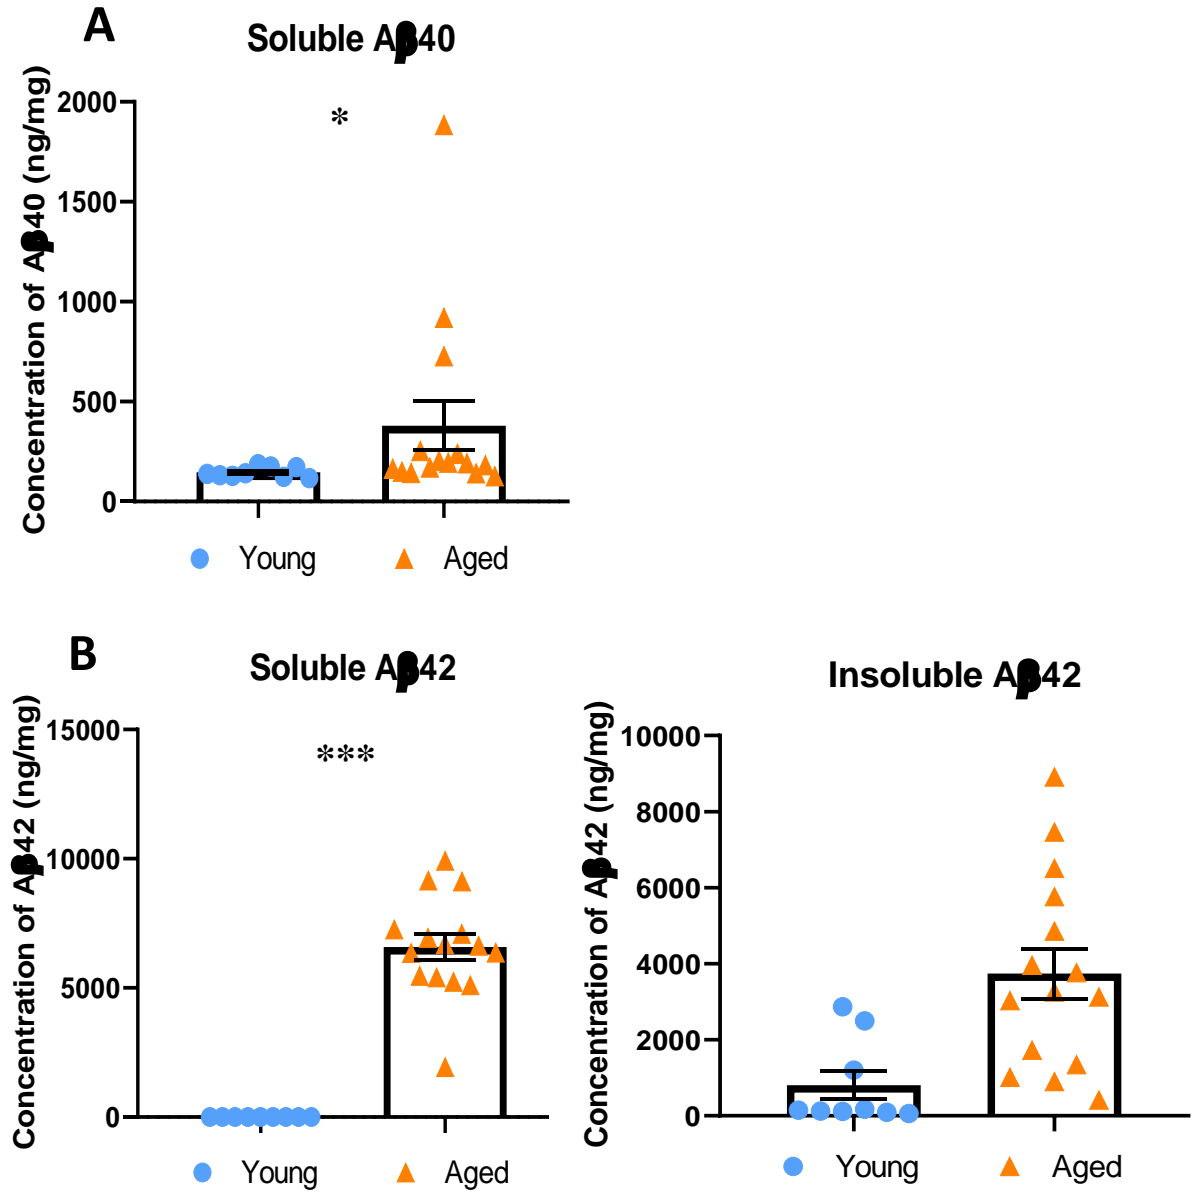 A
Soluble Aβ40
Concentration of Aβ40 (ng/mg)
2000
1500
1000
500
0
*
Young
Aged
B
Soluble Aβ42
Concentration of Aβ42 (ng/mg)
15000
10000
5000
0
***
Young
Aged
Insoluble Aβ42
Concentration of Aβ42 (ng/mg)
10000
8000
6000
4000
2000
0
Young
Aged